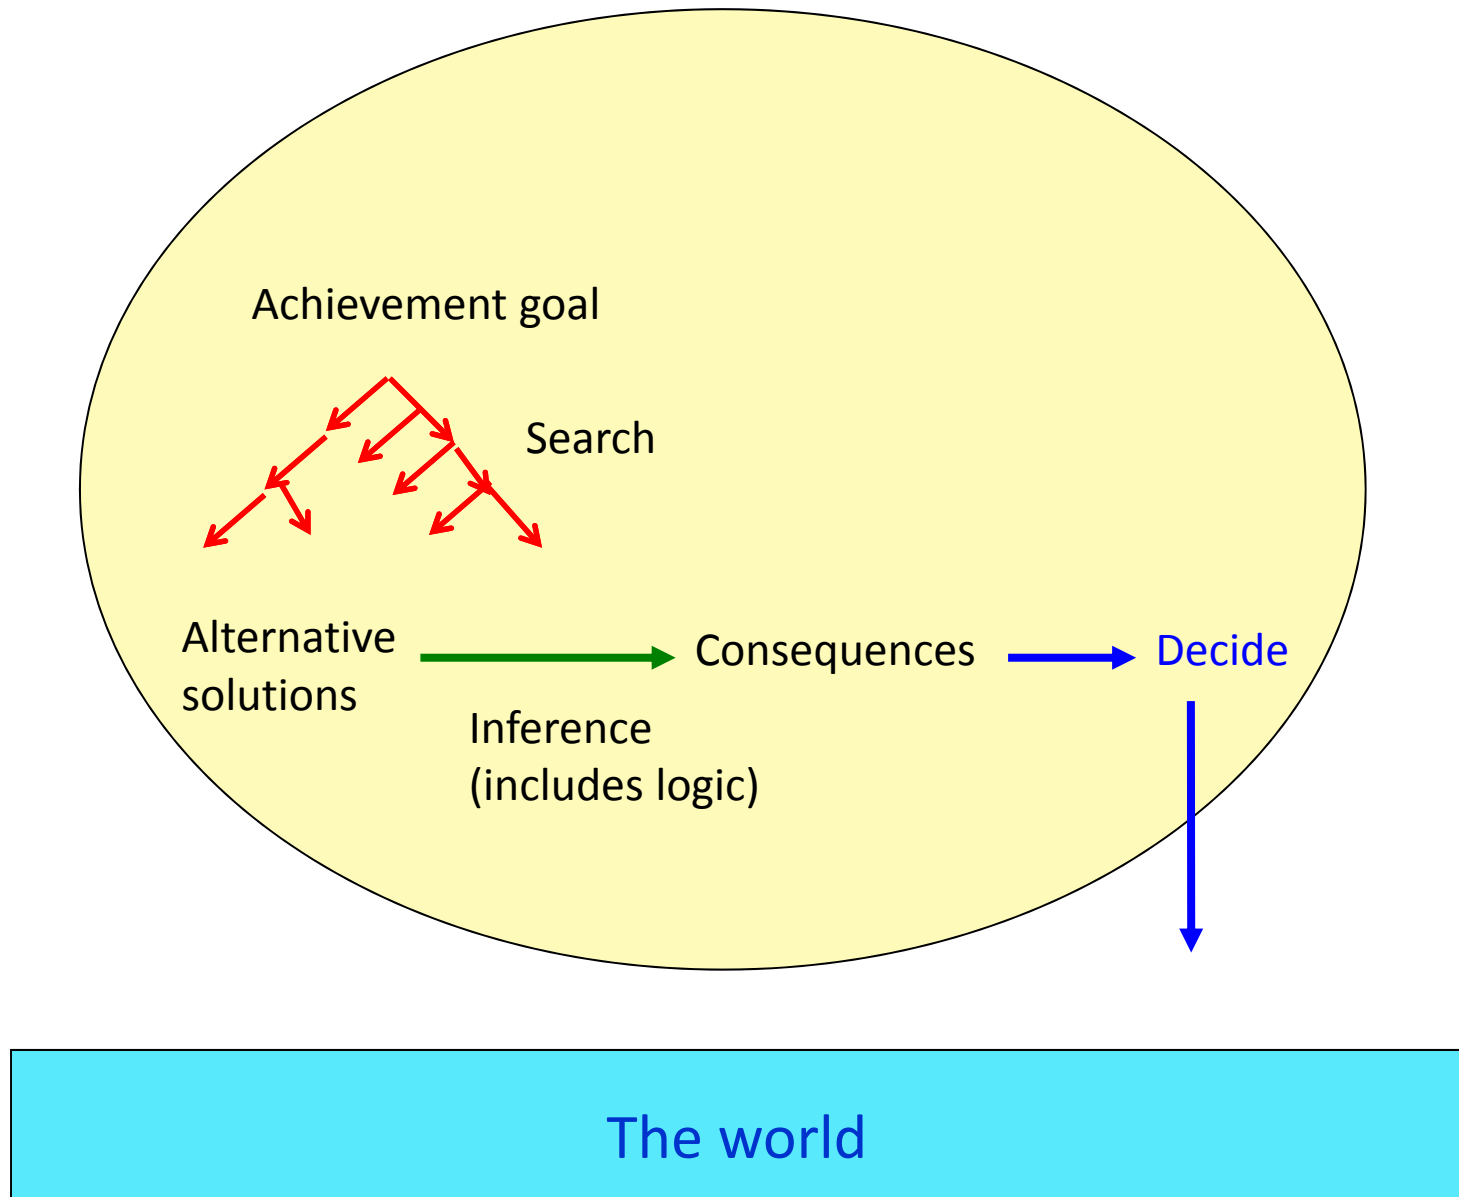 Achievement goal
Search
Alternative
solutions
Consequences
Decide
Inference
(includes logic)
The world